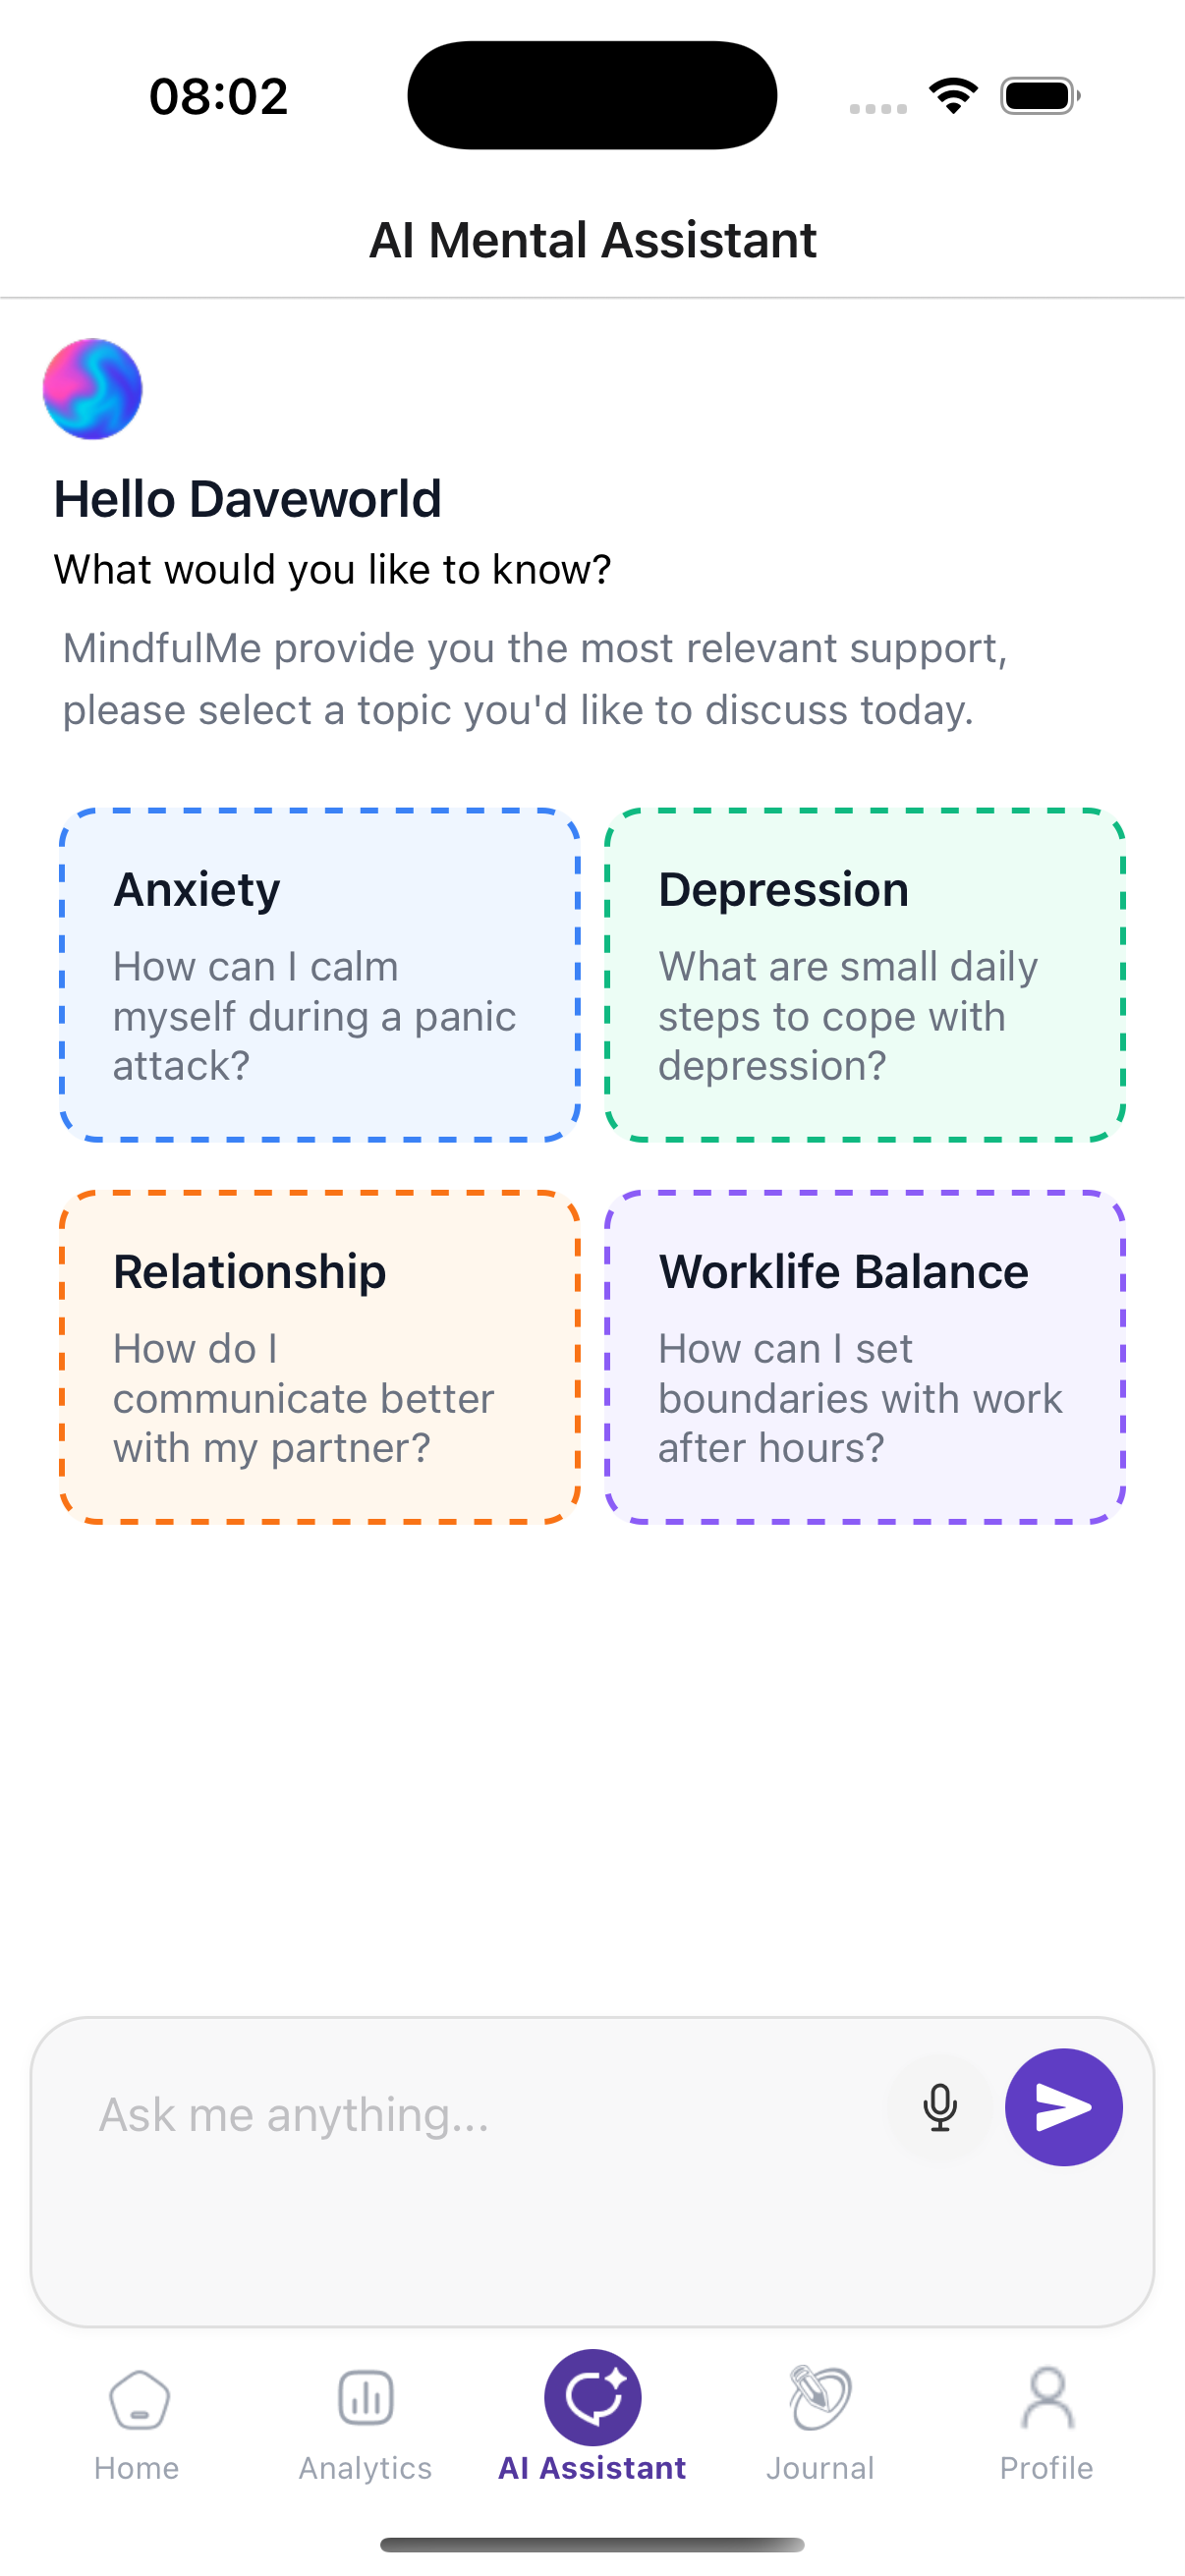 08:02
AI Mental Assistant
Hello Daveworld
What would you like to know?
MindfulMe provide you the most relevant support,
please select a topic you'd like to discuss today.
Anxiety
How can I calm
myself during a panic
attack?
Depression
What are small daily
steps to cope with
depression?
Relationship
How do I
communicate better
with my partner?
Worklife Balance
How can I set
boundaries with work
after hours?
Ask me anything...
Home
Analytics
AI Assistant
Journal
Profile